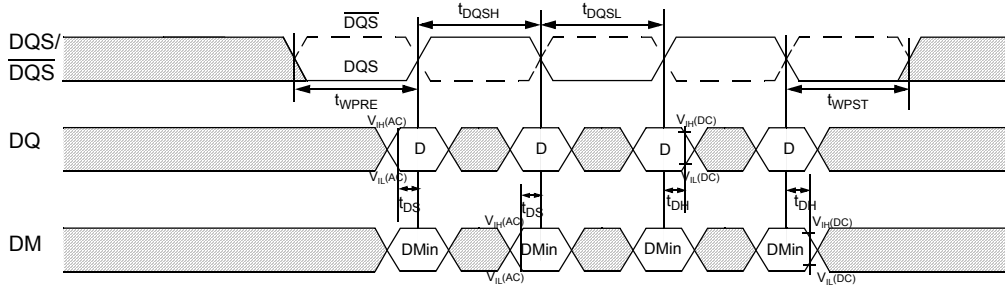 DQS/
DQS
DQS
tDQSH
tDQSL
DQS
tWPRE
tWPST
DQ
VIH(AC)
VIH(DC)
D
D
D
D
VIL(AC)
VIL(DC)
tDS
tDS
tDH
tDH
DM
VIH(AC)
VIH(DC)
DMin
DMin
DMin
DMin
VIL(AC)
VIL(DC)